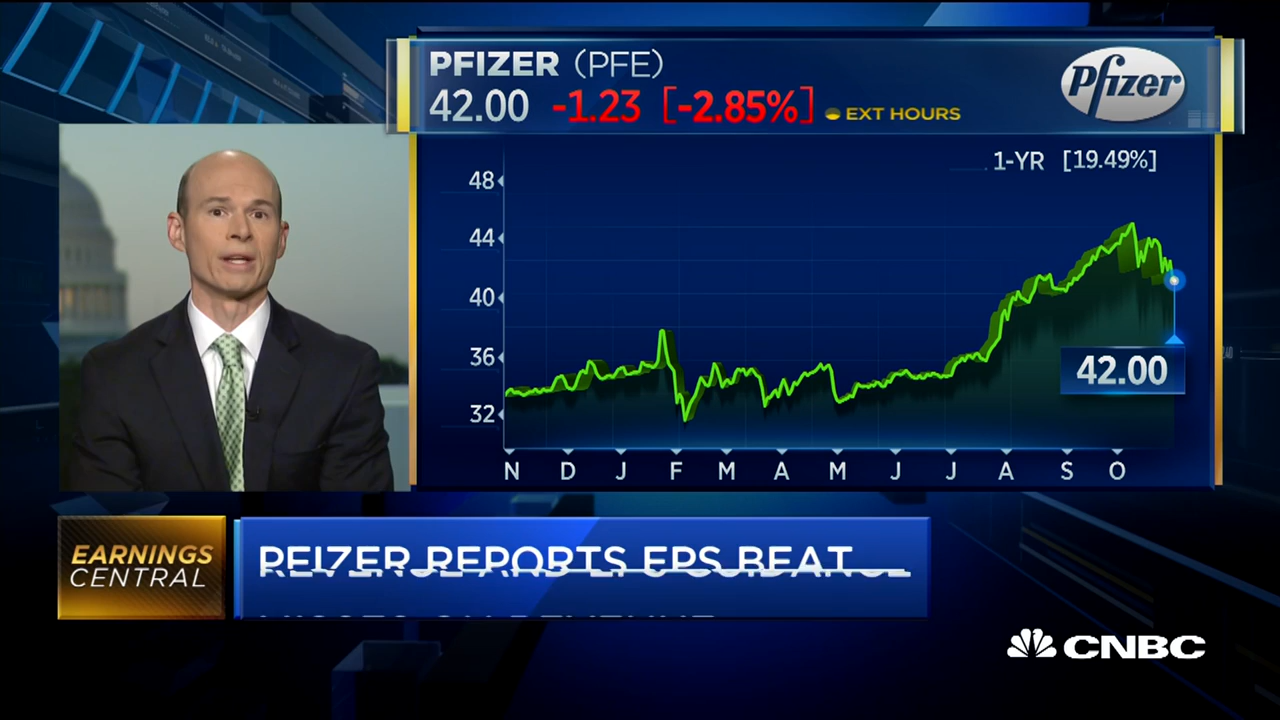 PFIZER (PFE)
42.00 -1.23 [-2.85%] EXT HOURS
Pfizer
1-YR [19.49%]
48
44
40
36
32
42.00
N D J F M A M J J A S O
EARNINGS
CENTRAL
PFIZER REPORTS EPS BEAT
CNBC